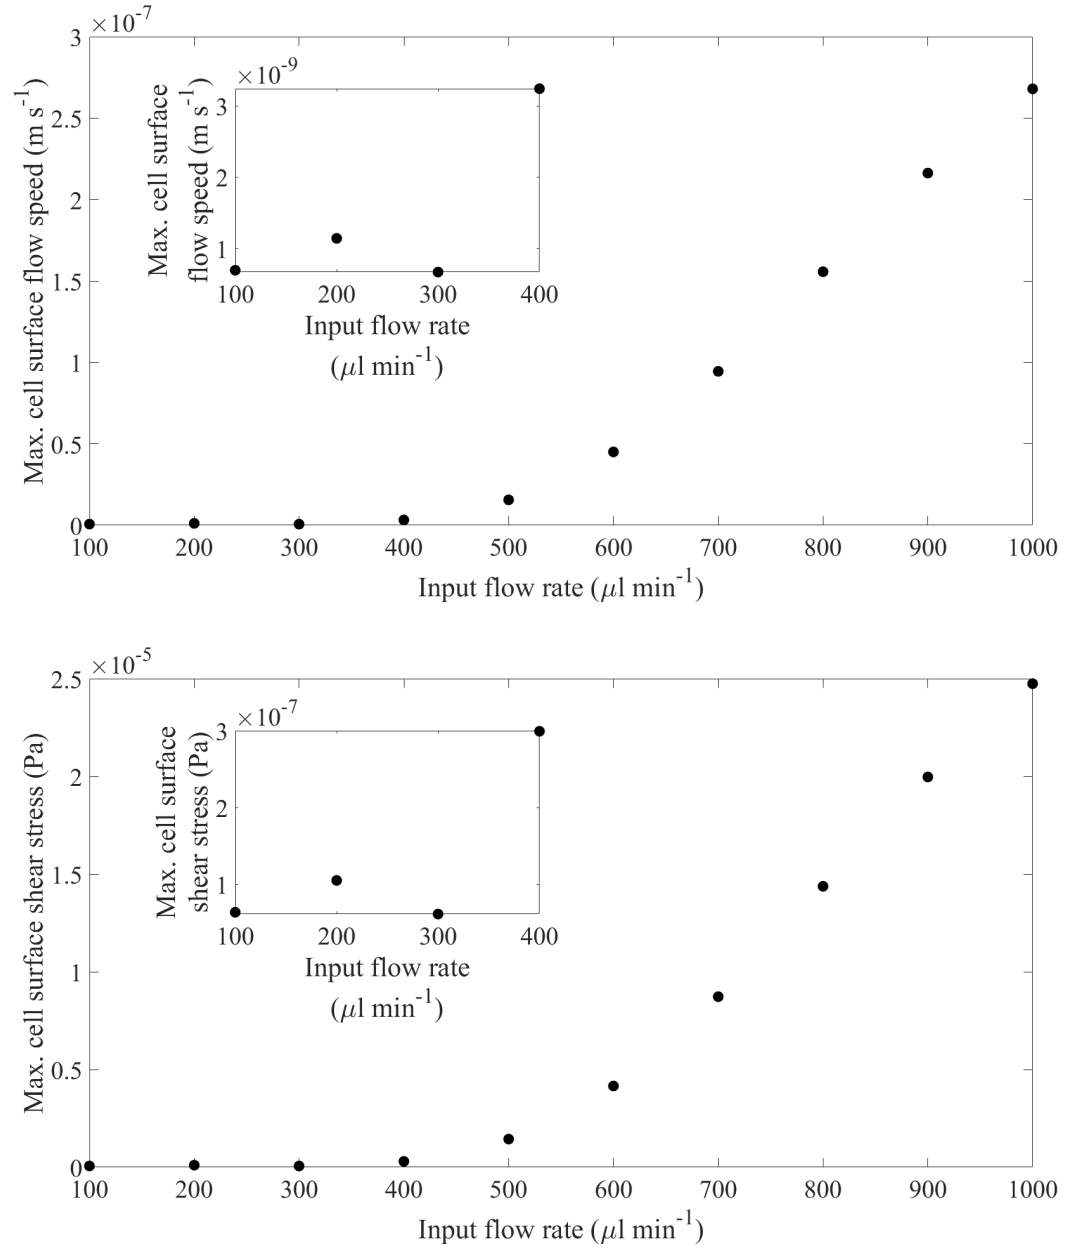 ×10⁻⁷
3
2.5
2
1.5
1
0.5
0
Max. cell surface flow speed (m s⁻¹)
100 200 300 400 500 600 700 800 900 1000
Input flow rate (μl min⁻¹)
×10⁻⁹
3
2
1
Max. cell surface
flow speed (m s⁻¹)
100 200 300 400
Input flow rate
(μl min⁻¹)
×10⁻⁵
2.5
2
1.5
1
0.5
0
Max. cell surface shear stress (Pa)
100 200 300 400 500 600 700 800 900 1000
Input flow rate (μl min⁻¹)
×10⁻⁷
3
2
1
Max. cell surface
shear stress (Pa)
100 200 300 400
Input flow rate
(μl min⁻¹)